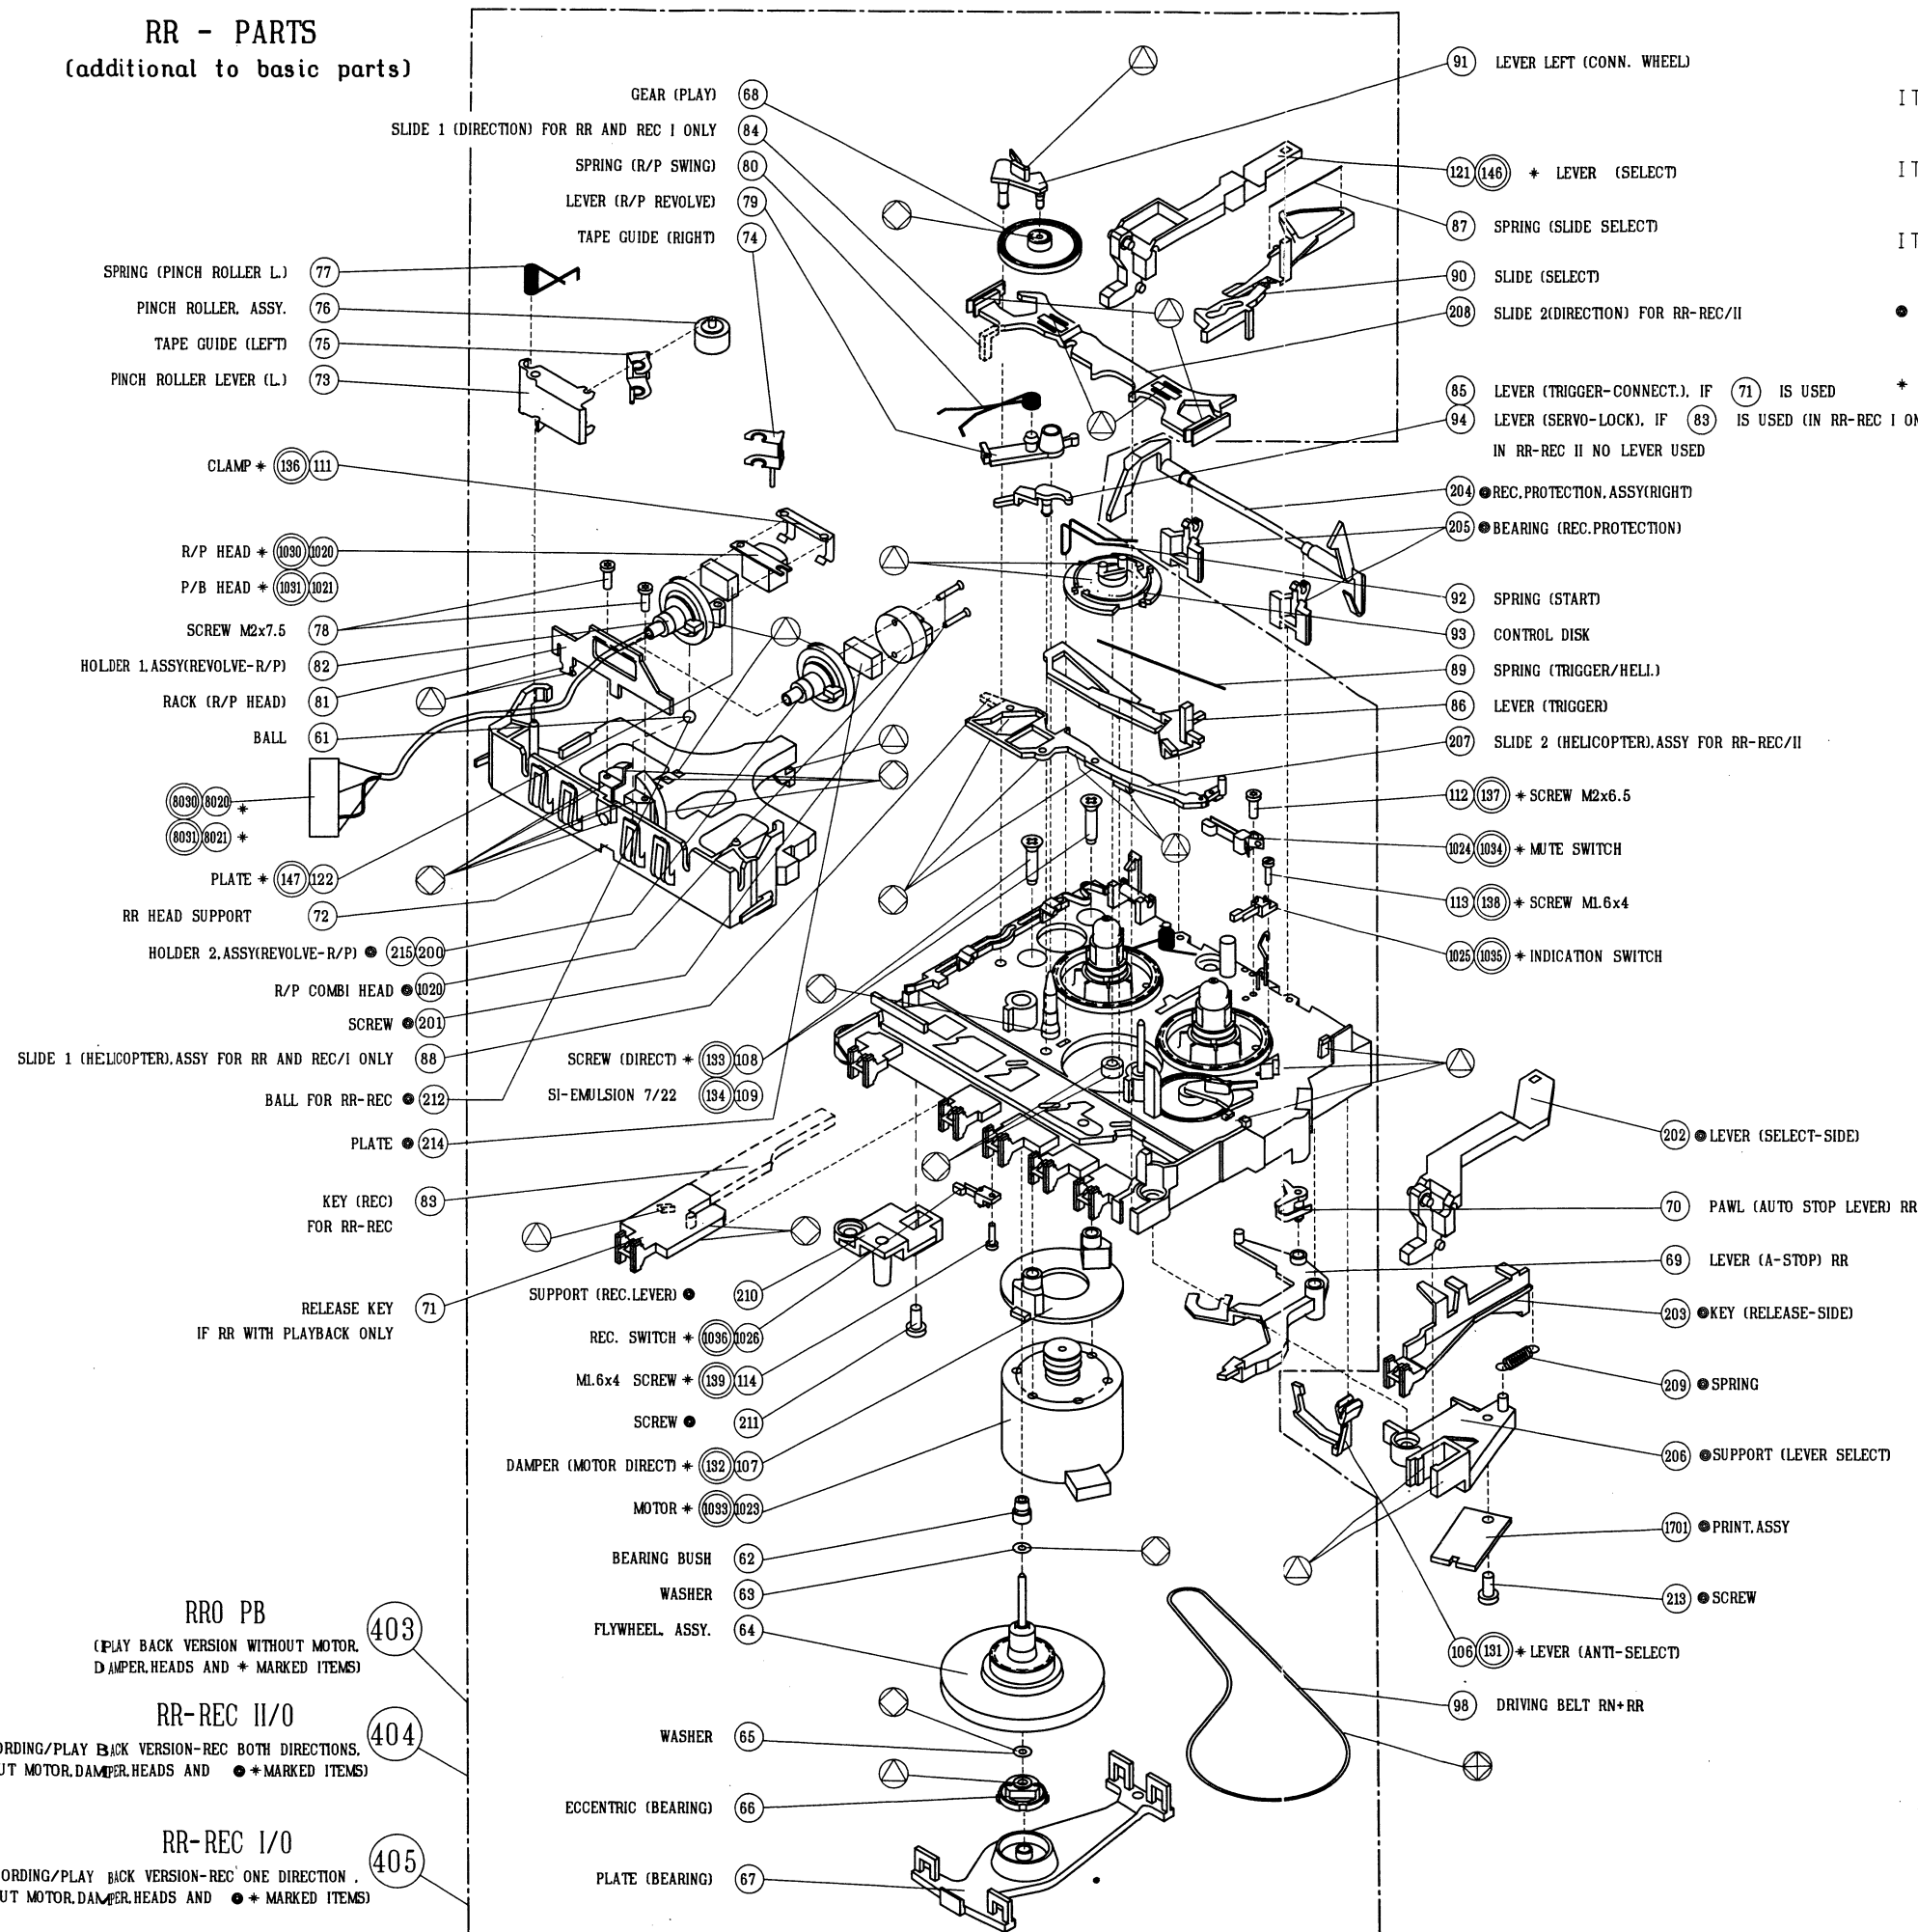 RR - PARTS
(additional to basic parts)
GEAR (PLAY) 68
SLIDE 1 (DIRECTION) FOR RR AND REC I ONLY 84
SPRING (R/P SWING) 80
LEVER (R/P REVOLVE) 79
TAPE GUIDE (RIGHT) 74
SPRING (PINCH ROLLER L.) 77
PINCH ROLLER, ASSY. 76
TAPE GUIDE (LEFT) 75
PINCH ROLLER LEVER (L.) 73
CLAMP * 136 111
R/P HEAD * 1030 1020
P/B HEAD * 1031 1021
SCREW M2x7.5 78
HOLDER 1, ASSY(REVOLVE-R/P) 82
RACK (R/P HEAD) 81
BALL 61
8030 8020 *
8031 8021 *
PLATE * 147 122
RR HEAD SUPPORT 72
HOLDER 2, ASSY(REVOLVE-R/P) ● 215 200
R/P COMBI HEAD ● 1020
SCREW ● 201
SLIDE 1 (HELICOPTER), ASSY FOR RR AND REC/I ONLY 88
BALL FOR RR-REC ● 212
PLATE ● 214
KEY (REC) 83
FOR RR-REC
RELEASE KEY 71
IF RR WITH PLAYBACK ONLY
SCREW (DIRECT) * 133 108
SI-EMULSION 7/22 134 109
SUPPORT (REC.LEVER) ● 210
REC. SWITCH * 1036 1026
M1.6x4 SCREW * 139 114
SCREW ● 211
DAMPER (MOTOR DIRECT) * 132 107
MOTOR * 1033 1023
BEARING BUSH 62
WASHER 63
FLYWHEEL, ASSY. 64
WASHER 65
ECCENTRIC (BEARING) 66
PLATE (BEARING) 67
RR0 PB 403
(PLAY BACK VERSION WITHOUT MOTOR,
DAMPER,HEADS AND * MARKED ITEMS)
RR-REC II/0 404
ORDING/PLAY BACK VERSION-REC BOTH DIRECTIONS,
UT MOTOR,DAMPER,HEADS AND ● * MARKED ITEMS)
RR-REC I/0 405
ORDING/PLAY BACK VERSION-REC ONE DIRECTION ,
UT MOTOR,DAMPER,HEADS AND ● * MARKED ITEMS)
91 LEVER LEFT (CONN. WHEEL)
121 146 * LEVER (SELECT)
87 SPRING (SLIDE SELECT)
90 SLIDE (SELECT)
208 SLIDE 2(DIRECTION) FOR RR-REC/II
85 LEVER (TRIGGER-CONNECT.), IF 71 IS USED
94 LEVER (SERVO-LOCK), IF 83 IS USED (IN RR-REC I ON
IN RR-REC II NO LEVER USED
204 ● REC,PROTECTION,ASSY(RIGHT)
205 ● BEARING (REC.PROTECTION)
92 SPRING (START)
93 CONTROL DISK
89 SPRING (TRIGGER/HELI.)
86 LEVER (TRIGGER)
207 SLIDE 2 (HELICOPTER),ASSY FOR RR-REC/II
112 137 * SCREW M2x6.5
1024 1034 * MUTE SWITCH
113 138 * SCREW M1.6x4
1025 1035 * INDICATION SWITCH
202 ● LEVER (SELECT-SIDE)
70 PAWL (AUTO STOP LEVER) RR
69 LEVER (A-STOP) RR
203 ● KEY (RELEASE-SIDE)
209 ● SPRING
206 ● SUPPORT (LEVER SELECT)
1701 ● PRINT, ASSY
213 ● SCREW
106 131 * LEVER (ANTI-SELECT)
98 DRIVING BELT RN+RR
I T
I T
I T
●
*